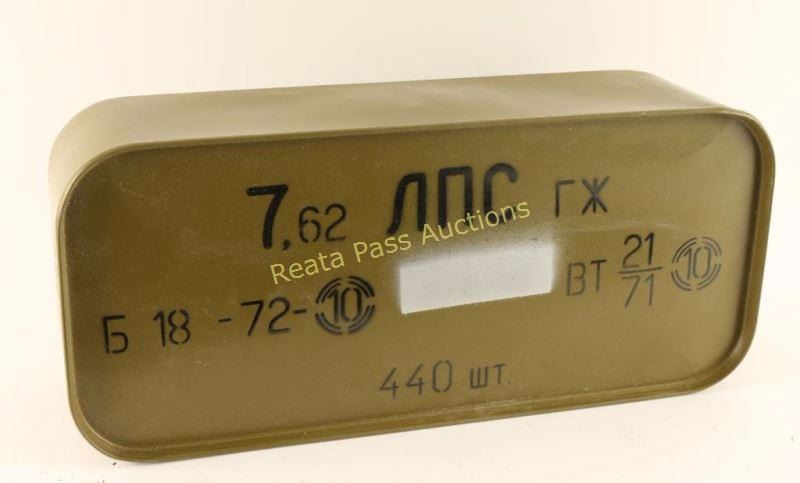 7,62 ЛПС ГЖ
Reata Pass Auctions
Б 18 -72- 10
ВТ 21/71 10
440 шт.